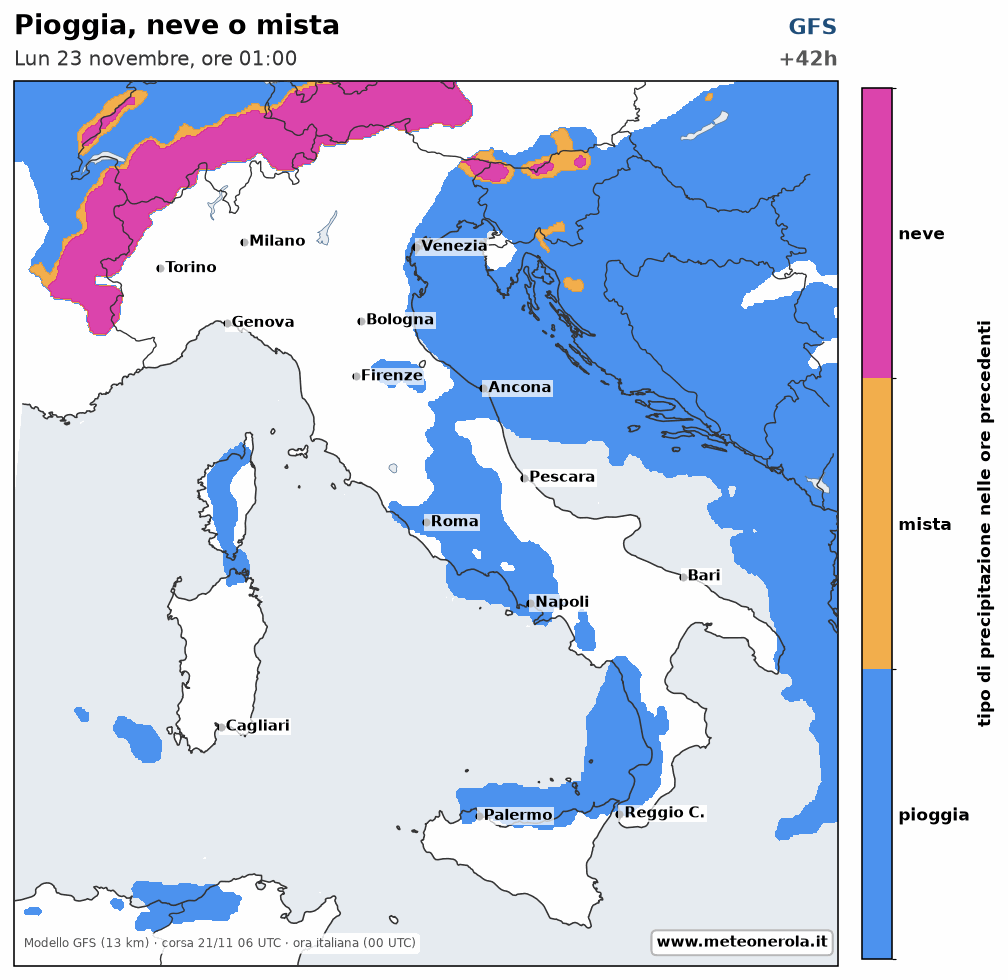 Pioggia, neve o mista
GFS
Lun 23 novembre, ore 01:00
+42h
neve
mista
pioggia
tipo di precipitazione nelle ore precedenti
Milano
Venezia
Torino
Genova
Bologna
Firenze
Ancona
Pescara
Roma
Bari
Napoli
Cagliari
Palermo
Reggio C.
Modello GFS (13 km) · corsa 21/11 06 UTC · ora italiana (00 UTC)
www.meteonerola.it